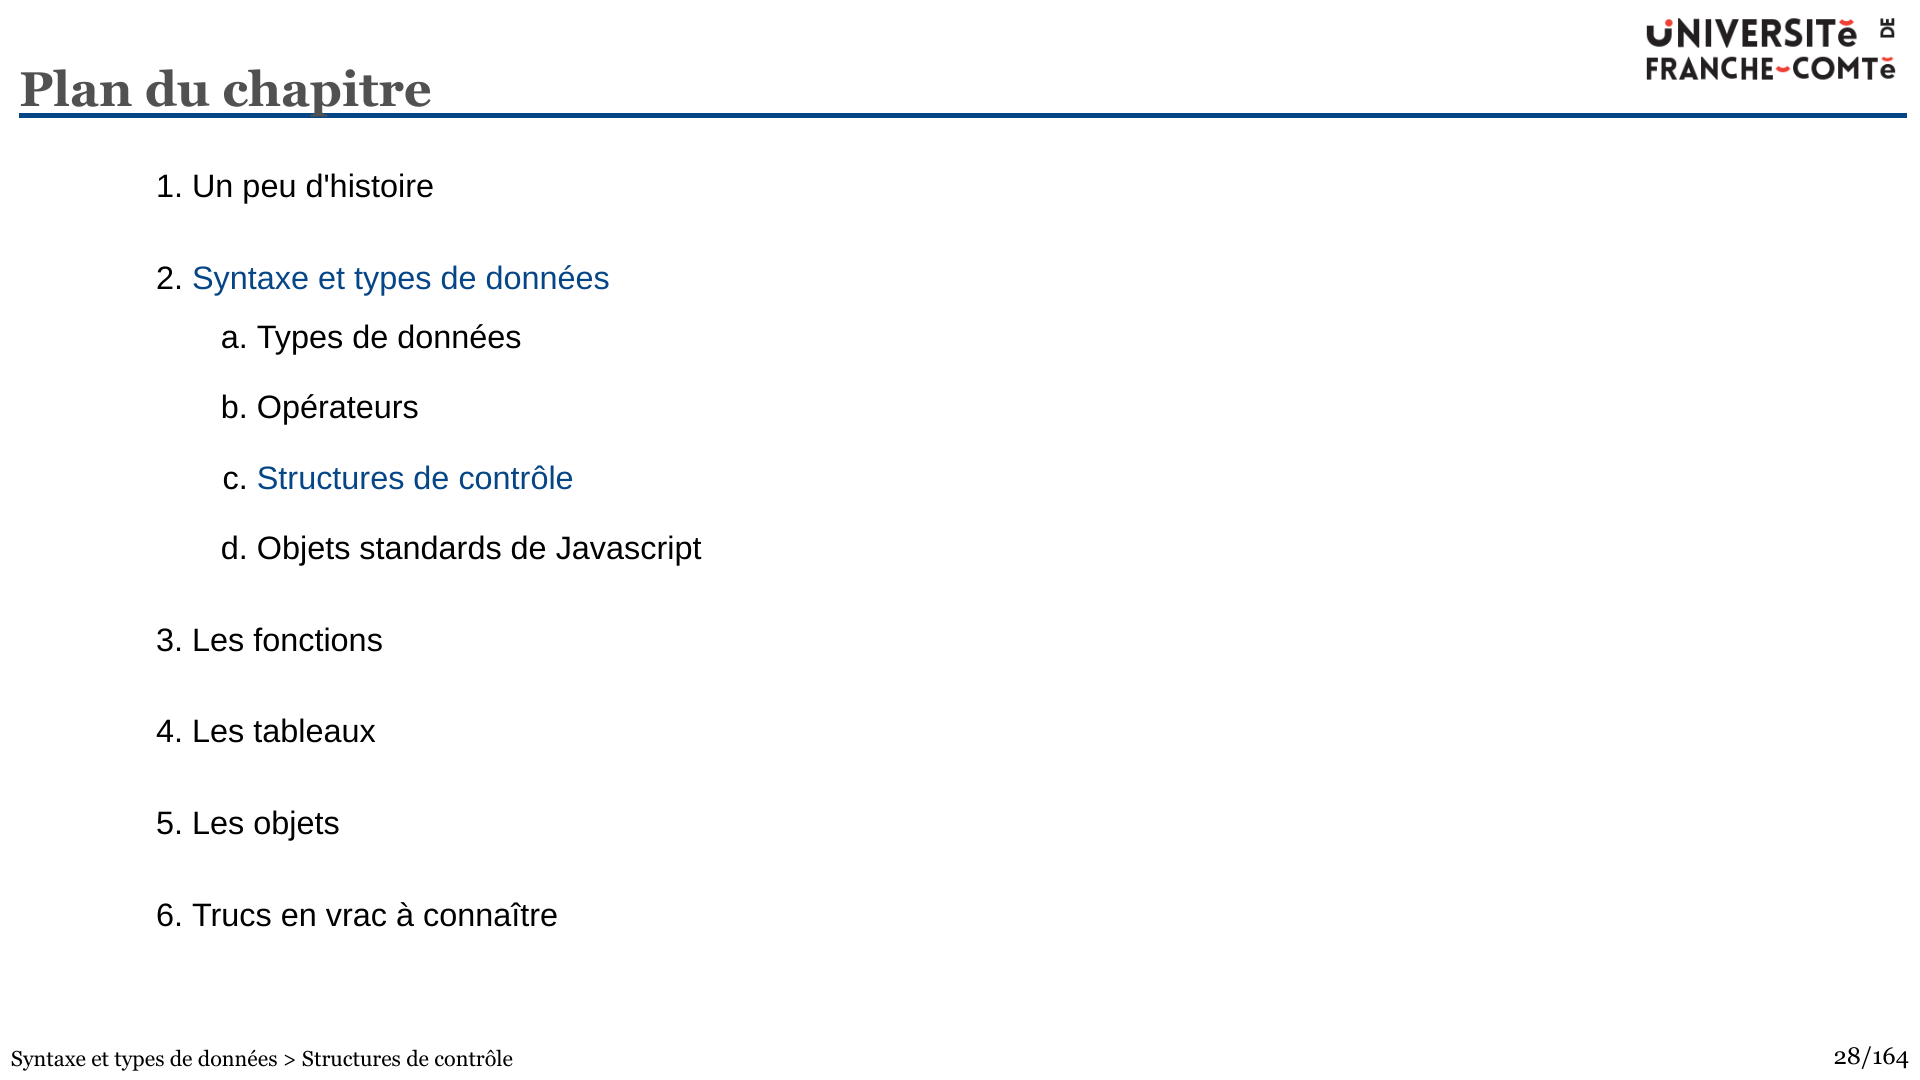 UNIVERSITĕ DE
FRANCHE-COMTĕ
Plan du chapitre
1. Un peu d'histoire
2. Syntaxe et types de données
a. Types de données
b. Opérateurs
c. Structures de contrôle
d. Objets standards de Javascript
3. Les fonctions
4. Les tableaux
5. Les objets
6. Trucs en vrac à connaître
Syntaxe et types de données > Structures de contrôle
28/164